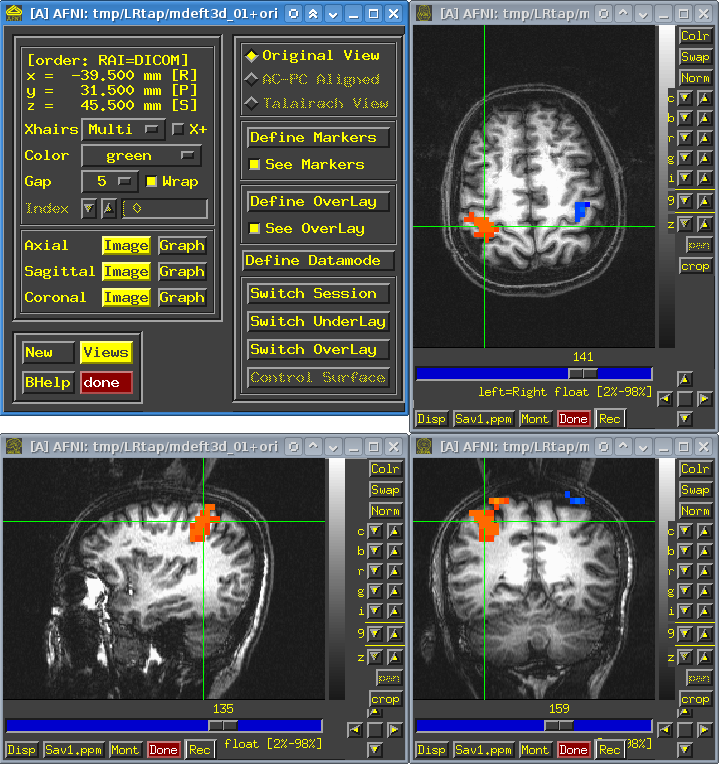 [A] AFNI: tmp/LRtap/mdeft3d_01+ori
[order: RAI=DICOM]
x = -39.500 mm [R]
y = 31.500 mm [P]
z = 45.500 mm [S]
Xhairs Multi X+
Color green
Gap 5 Wrap
Index 0
Axial Image Graph
Sagittal Image Graph
Coronal Image Graph
New Views
BHelp done
Original View
AC-PC Aligned
Talairach View
Define Markers
See Markers
Define OverLay
See OverLay
Define Datamode
Switch Session
Switch UnderLay
Switch OverLay
Control Surface
[A] AFNI: tmp/LRtap/m
Colr
Swap
Norm
c
b
r
g
i
9
z
pan
crop
141
left=Right float [2%-98%]
Disp Sav1.ppm Mont Done Rec
[A] AFNI: tmp/LRtap/mdeft3d_01+ori
Colr
Swap
Norm
c
b
r
g
i
9
z
pan
crop
135
float [2%-98%]
Disp Sav1.ppm Mont Done Rec
[A] AFNI: tmp/LRtap/m
Colr
Swap
Norm
c
b
r
g
i
9
z
pan
crop
159
98%]
Disp Sav1.ppm Mont Done Rec